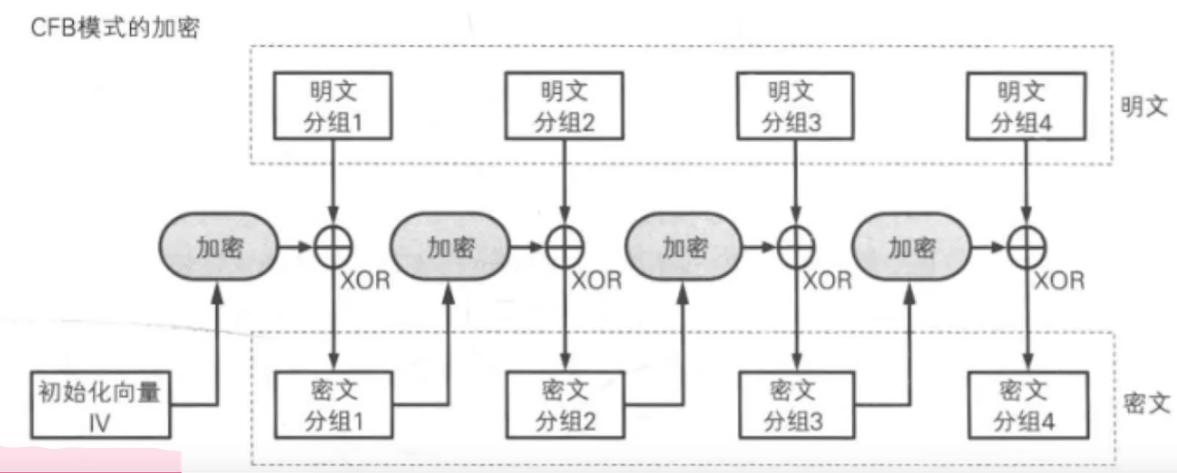 CFB模式的加密
明文
分组1
明文
分组2
明文
分组3
明文
分组4
明文
加密
加密
加密
加密
XOR
XOR
XOR
XOR
初始化向量
IV
密文
分组1
密文
分组2
密文
分组3
密文
分组4
密文